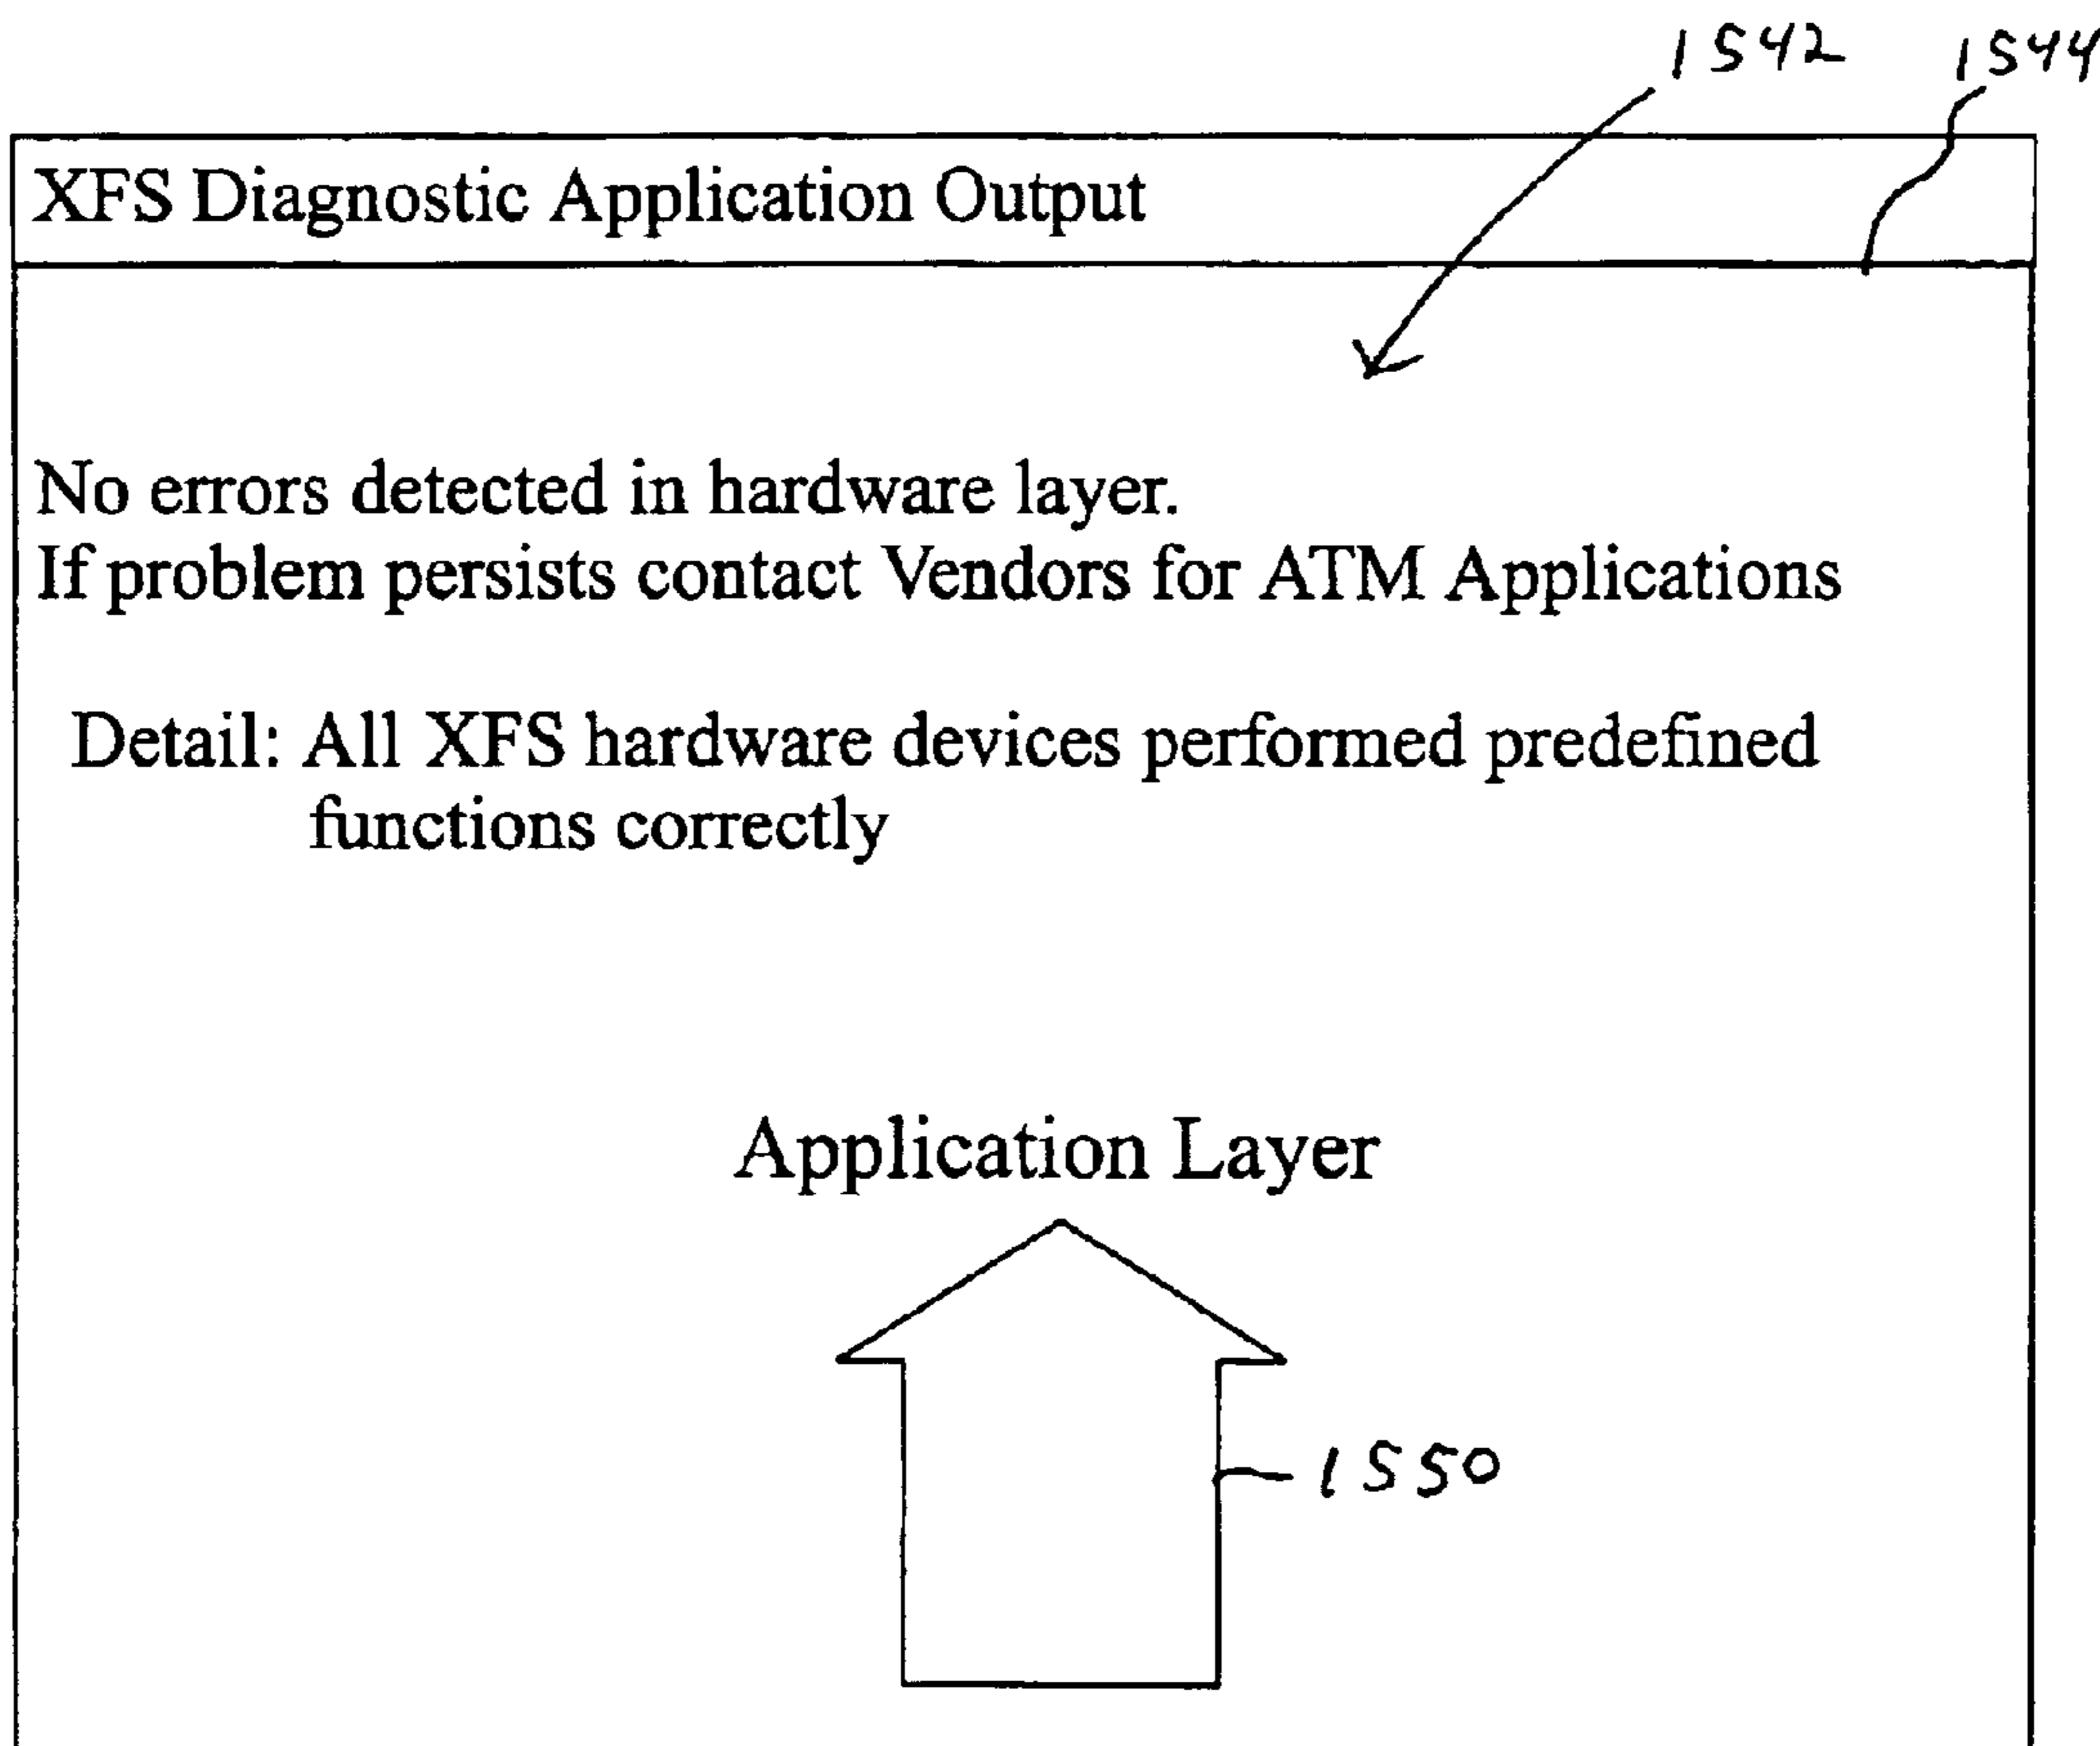 1542
1544
XFS Diagnostic Application Output
No errors detected in hardware layer.
If problem persists contact Vendors for ATM Applications
Detail: All XFS hardware devices performed predefined
functions correctly
Application Layer
1550